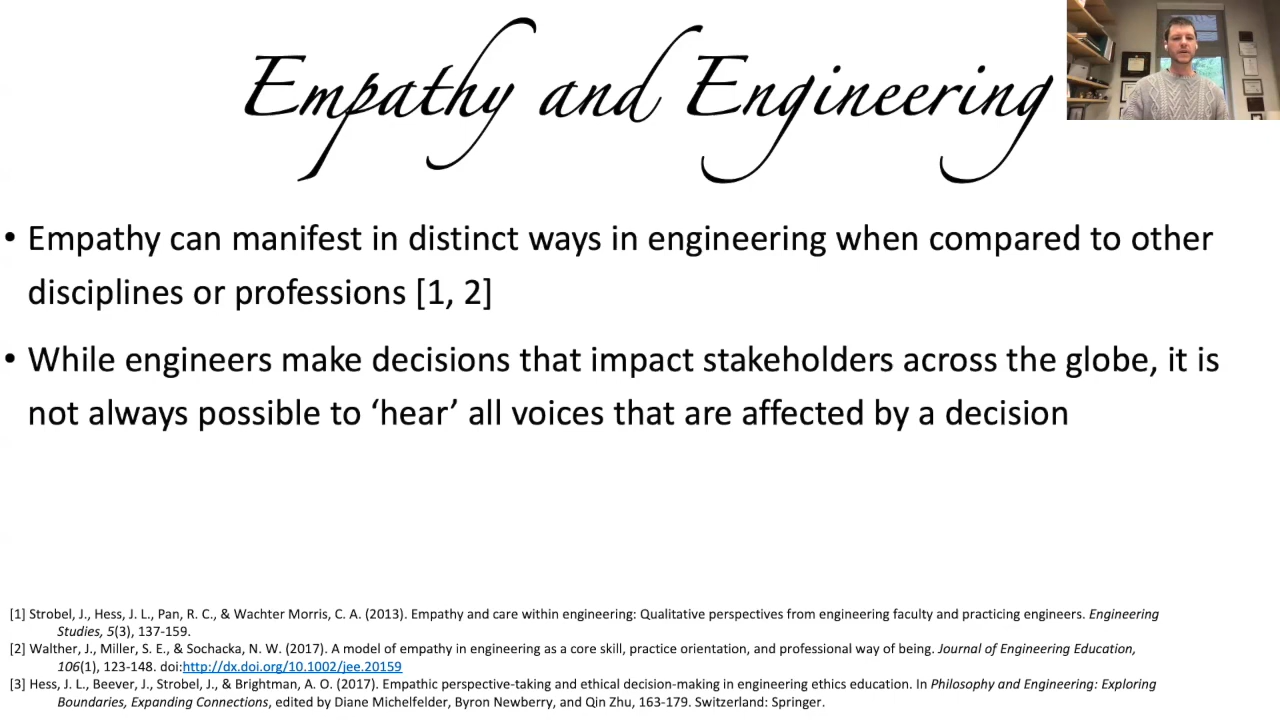 Empathy and Engineering
• Empathy can manifest in distinct ways in engineering when compared to other
disciplines or professions [1, 2]
• While engineers make decisions that impact stakeholders across the globe, it is
not always possible to ‘hear’ all voices that are affected by a decision
[1] Strobel, J., Hess, J. L., Pan, R. C., & Wachter Morris, C. A. (2013). Empathy and care within engineering: Qualitative perspectives from engineering faculty and practicing engineers. Engineering
Studies, 5(3), 137-159.
[2] Walther, J., Miller, S. E., & Sochacka, N. W. (2017). A model of empathy in engineering as a core skill, practice orientation, and professional way of being. Journal of Engineering Education,
106(1), 123-148. doi:http://dx.doi.org/10.1002/jee.20159
[3] Hess, J. L., Beever, J., Strobel, J., & Brightman, A. O. (2017). Empathic perspective-taking and ethical decision-making in engineering ethics education. In Philosophy and Engineering: Exploring
Boundaries, Expanding Connections, edited by Diane Michelfelder, Byron Newberry, and Qin Zhu, 163-179. Switzerland: Springer.